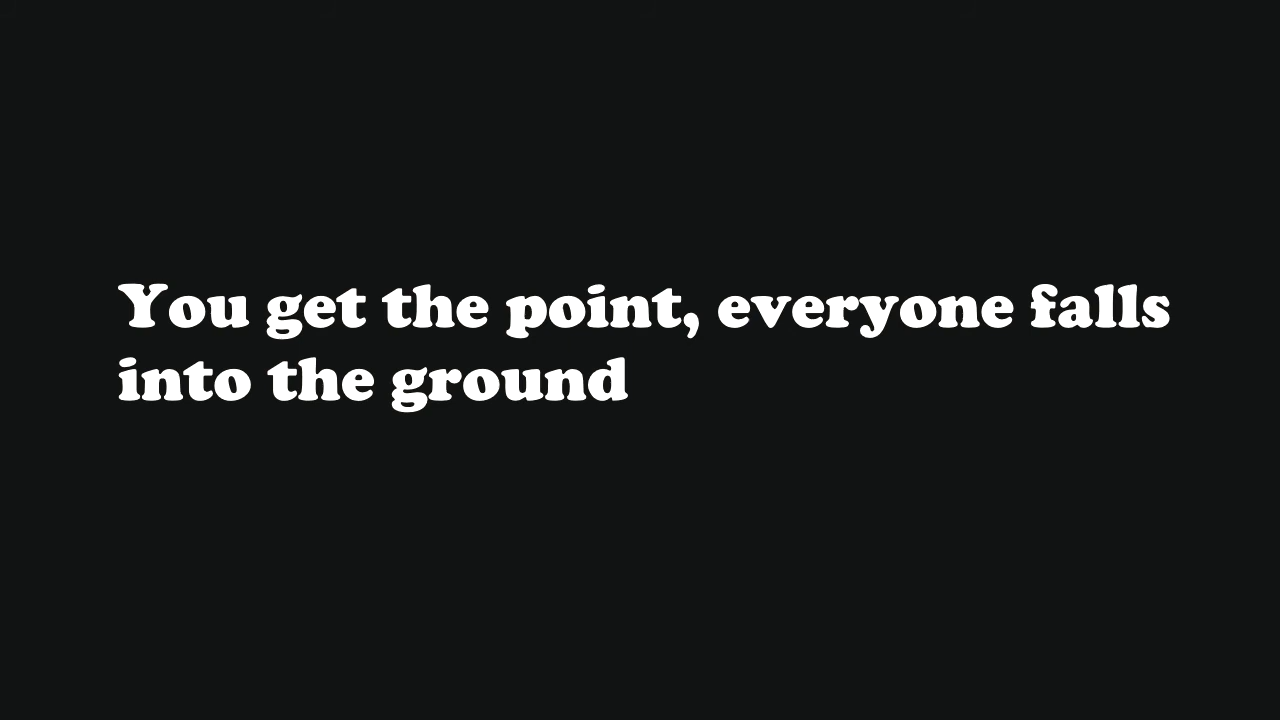 You get the point, everyone falls
into the ground